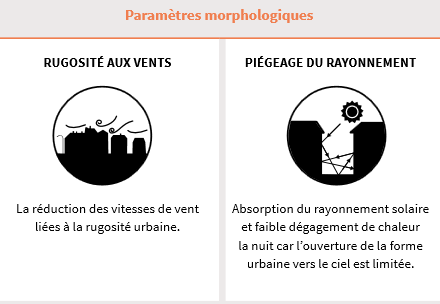 Paramètres morphologiques
RUGOSITÉ AUX VENTS
La réduction des vitesses de vent
liées à la rugosité urbaine.
PIÉGEAGE DU RAYONNEMENT
Absorption du rayonnement solaire
et faible dégagement de chaleur
la nuit car l'ouverture de la forme
urbaine vers le ciel est limitée.